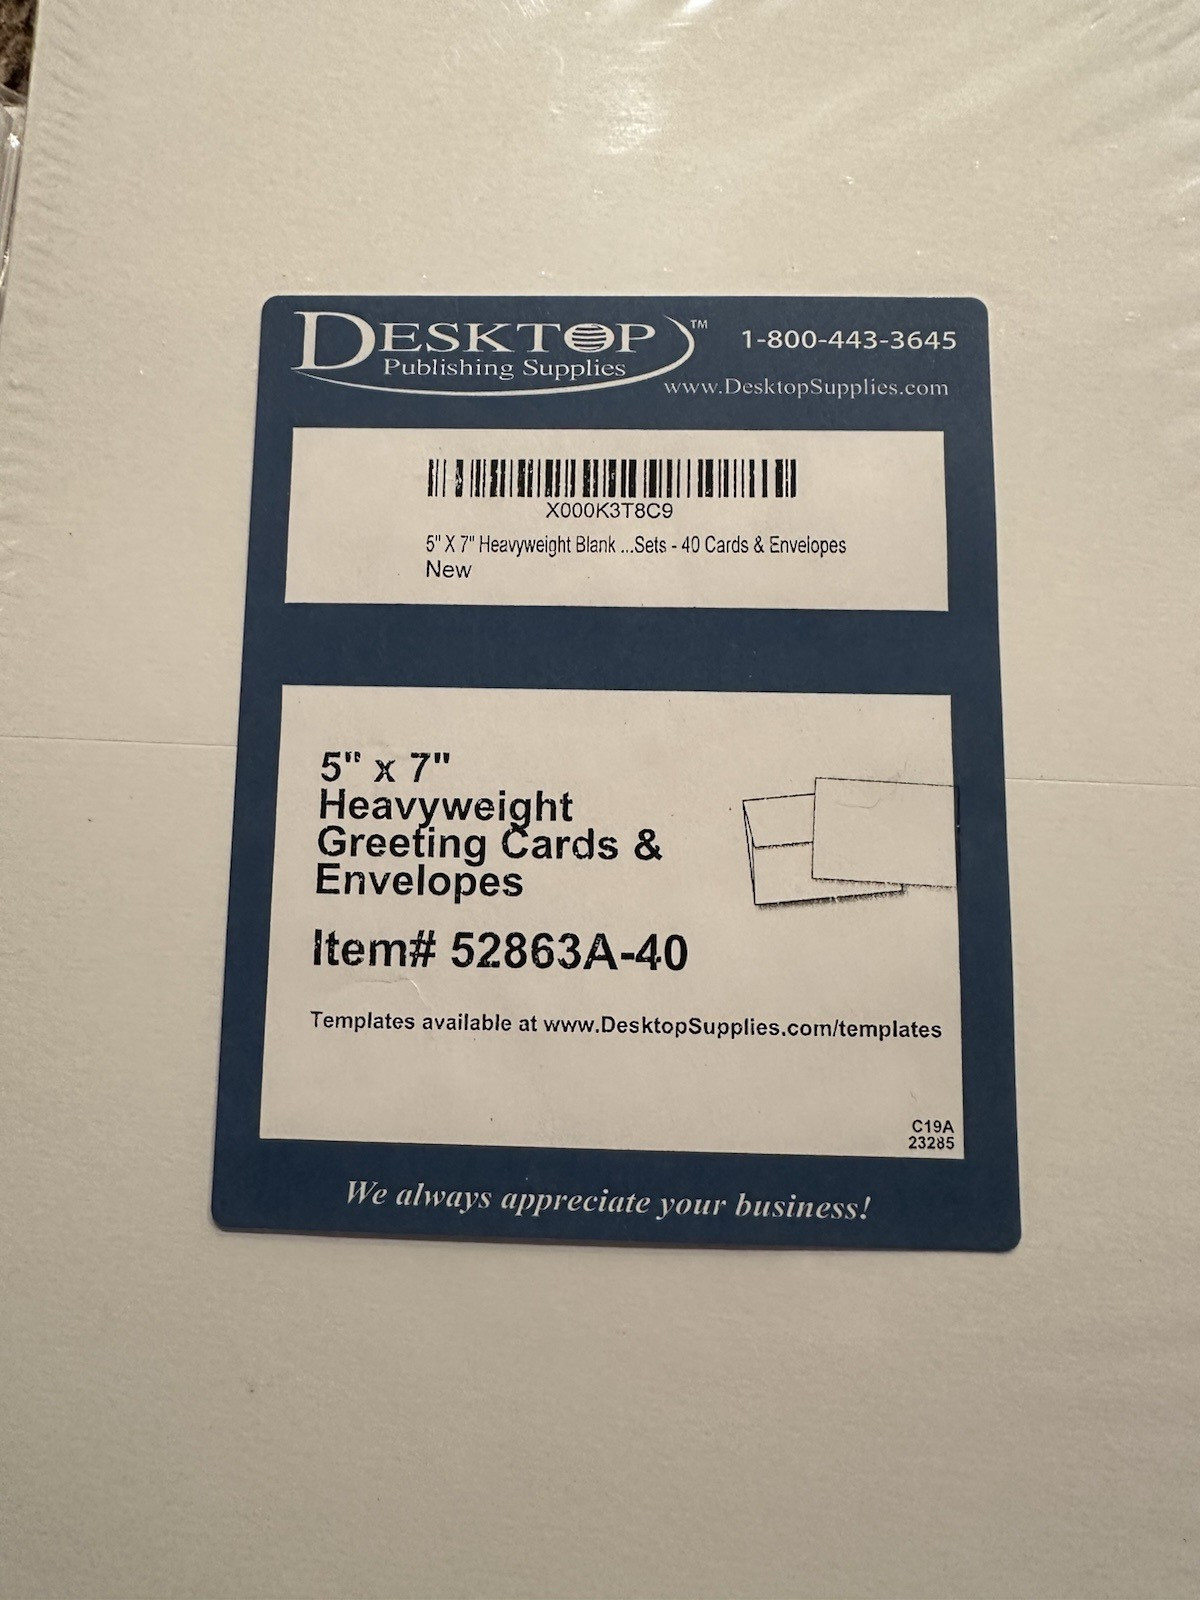 DESKTOP™
Publishing Supplies
1-800-443-3645
www.DesktopSupplies.com
X000K3T8C9
5" X 7" Heavyweight Blank ...Sets - 40 Cards & Envelopes
New
5" x 7"
Heavyweight
Greeting Cards &
Envelopes
Item# 52863A-40
Templates available at www.DesktopSupplies.com/templates
C19A
23285
We always appreciate your business!